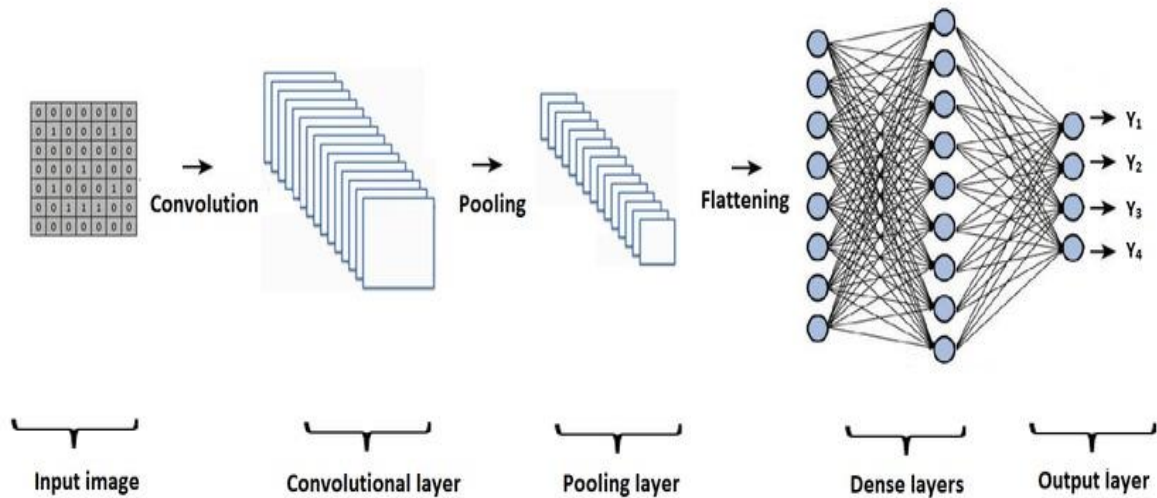 0 0 0 0 0 0 0
0 1 0 0 0 1 0
0 0 0 0 0 0 0
0 0 0 1 0 0 0
0 1 0 0 0 1 0
0 0 1 1 1 0 0
0 0 0 0 0 0 0
Convolution
Pooling
Flattening
Y₁
Y₂
Y₃
Y₄
Input image
Convolutional layer
Pooling layer
Dense layers
Output layer